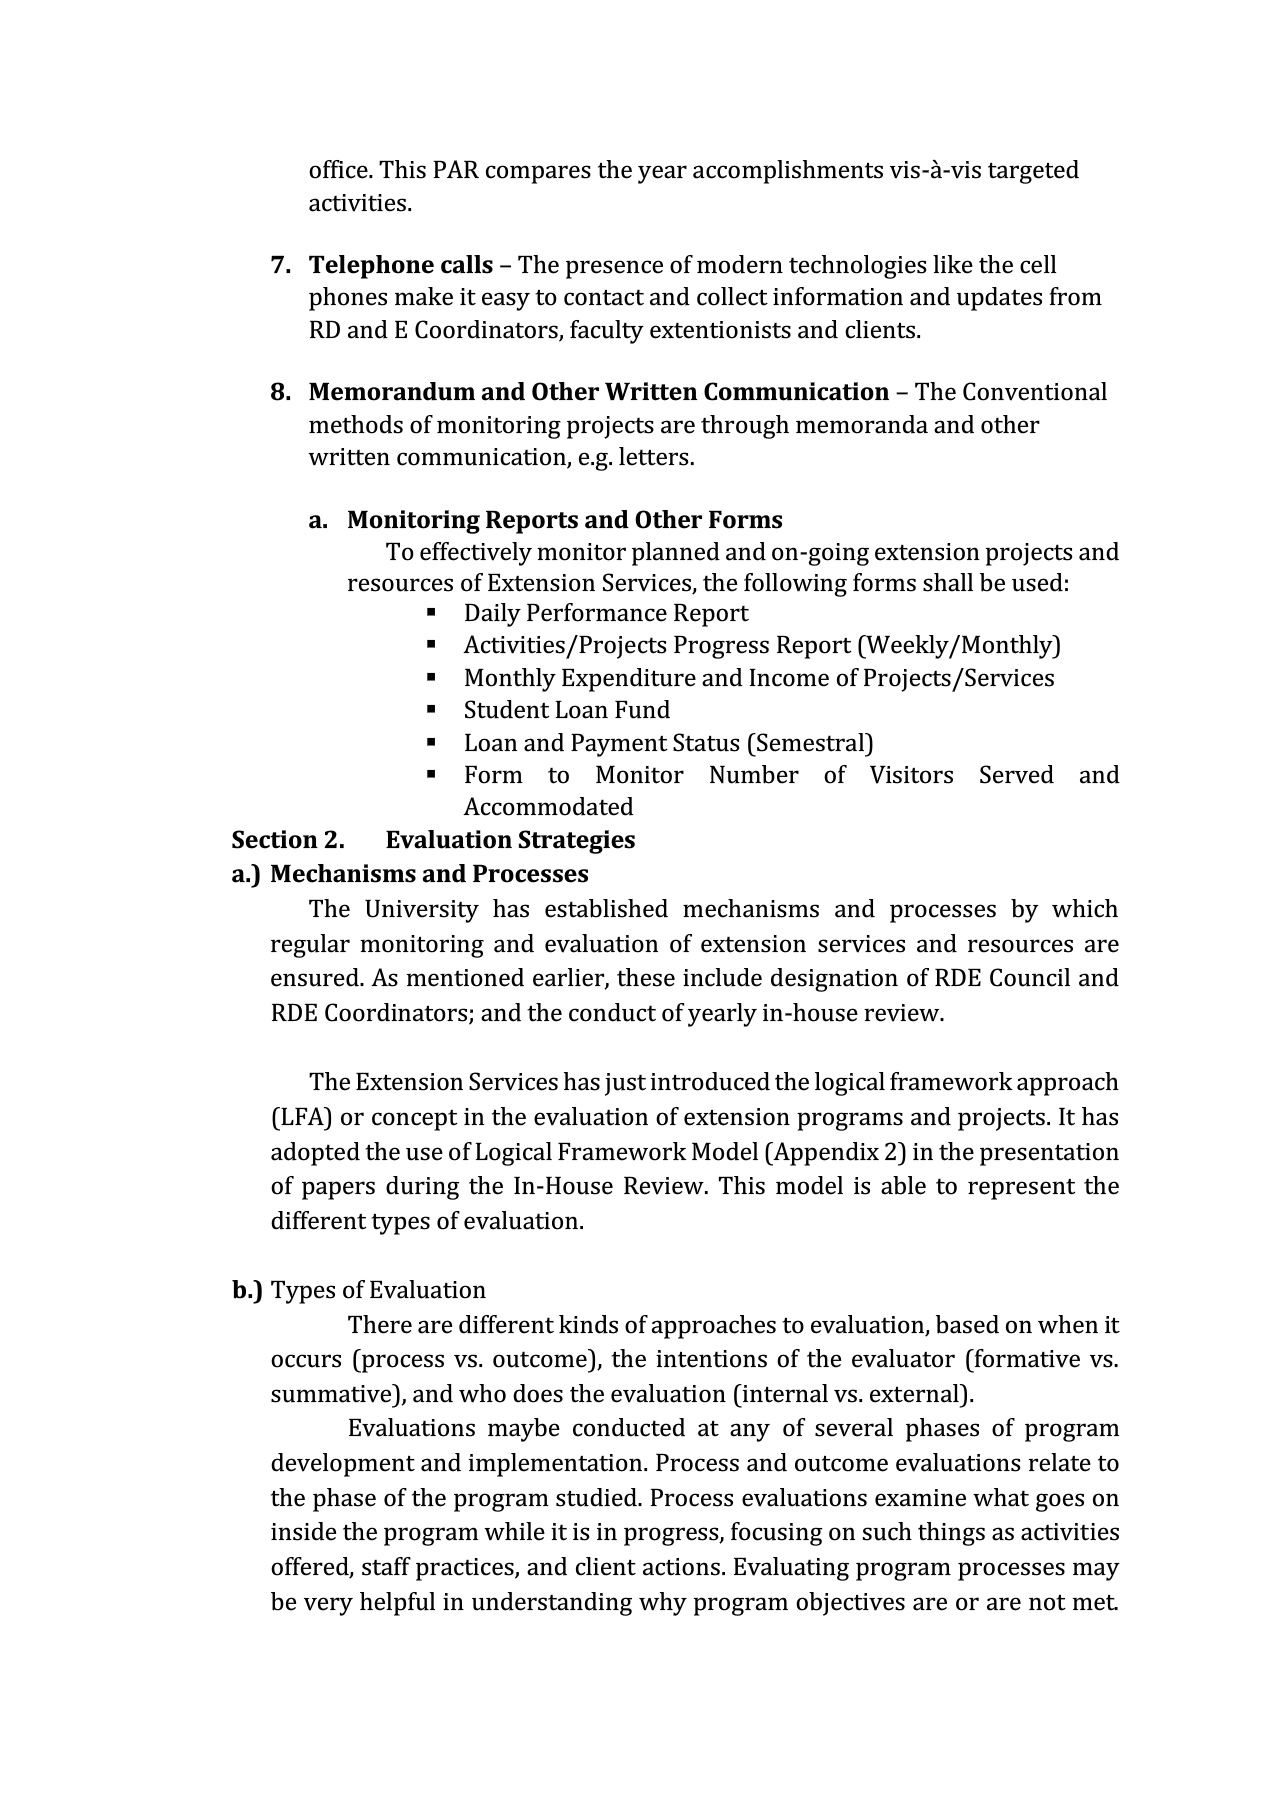 office. This PAR compares the year accomplishments vis-à-vis targeted
activities.
7. Telephone calls – The presence of modern technologies like the cell
phones make it easy to contact and collect information and updates from
RD and E Coordinators, faculty extentionists and clients.
8. Memorandum and Other Written Communication – The Conventional
methods of monitoring projects are through memoranda and other
written communication, e.g. letters.
a. Monitoring Reports and Other Forms
To effectively monitor planned and on-going extension projects and
resources of Extension Services, the following forms shall be used:
▪ Daily Performance Report
▪ Activities/Projects Progress Report (Weekly/Monthly)
▪ Monthly Expenditure and Income of Projects/Services
▪ Student Loan Fund
▪ Loan and Payment Status (Semestral)
▪ Form to Monitor Number of Visitors Served and
Accommodated
Section 2. Evaluation Strategies
a.) Mechanisms and Processes
The University has established mechanisms and processes by which
regular monitoring and evaluation of extension services and resources are
ensured. As mentioned earlier, these include designation of RDE Council and
RDE Coordinators; and the conduct of yearly in-house review.
The Extension Services has just introduced the logical framework approach
(LFA) or concept in the evaluation of extension programs and projects. It has
adopted the use of Logical Framework Model (Appendix 2) in the presentation
of papers during the In-House Review. This model is able to represent the
different types of evaluation.
b.) Types of Evaluation
There are different kinds of approaches to evaluation, based on when it
occurs (process vs. outcome), the intentions of the evaluator (formative vs.
summative), and who does the evaluation (internal vs. external).
Evaluations maybe conducted at any of several phases of program
development and implementation. Process and outcome evaluations relate to
the phase of the program studied. Process evaluations examine what goes on
inside the program while it is in progress, focusing on such things as activities
offered, staff practices, and client actions. Evaluating program processes may
be very helpful in understanding why program objectives are or are not met.